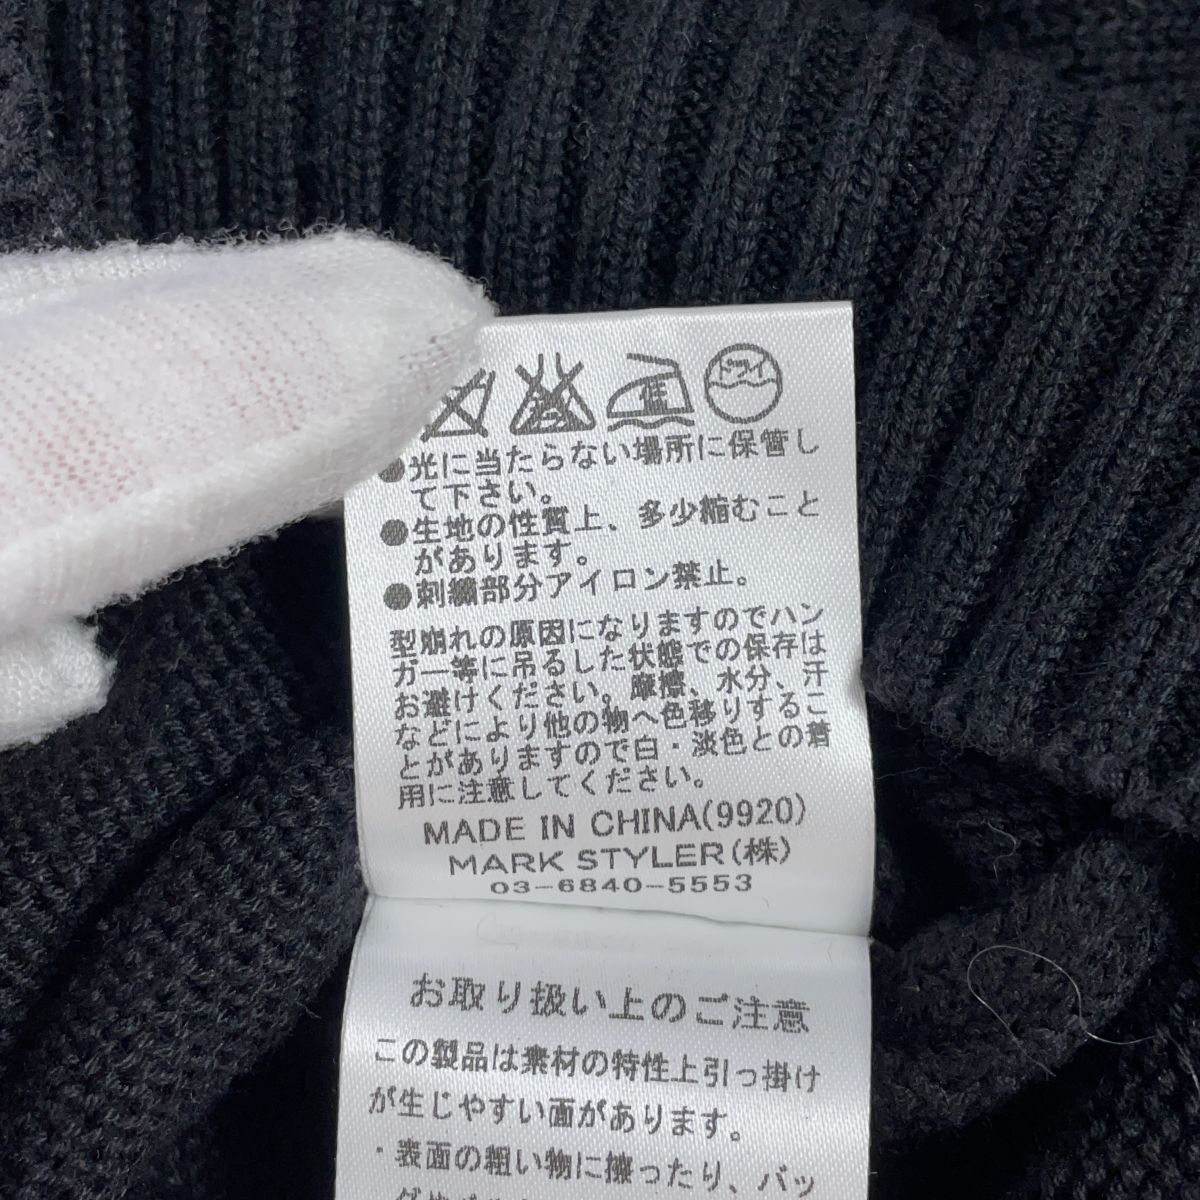 低 ドライ
●光に当たらない場所に保管し
て下さい。
●生地の性質上、多少縮むこと
があります。
●刺繍部分アイロン禁止。
型崩れの原因になりますのでハン
ガー等に吊るした状態での保存は
お避けください。摩擦、水分、汗
などにより他の物へ色移りするこ
とがありますので白・淡色との着
用に注意してください。
MADE IN CHINA(9920)
MARK STYLER(株)
03-6840-5553
お取り扱い上のご注意
この製品は素材の特性上引っ掛け
が生じやすい面があります。
・表面の粗い物に擦ったり、バッ